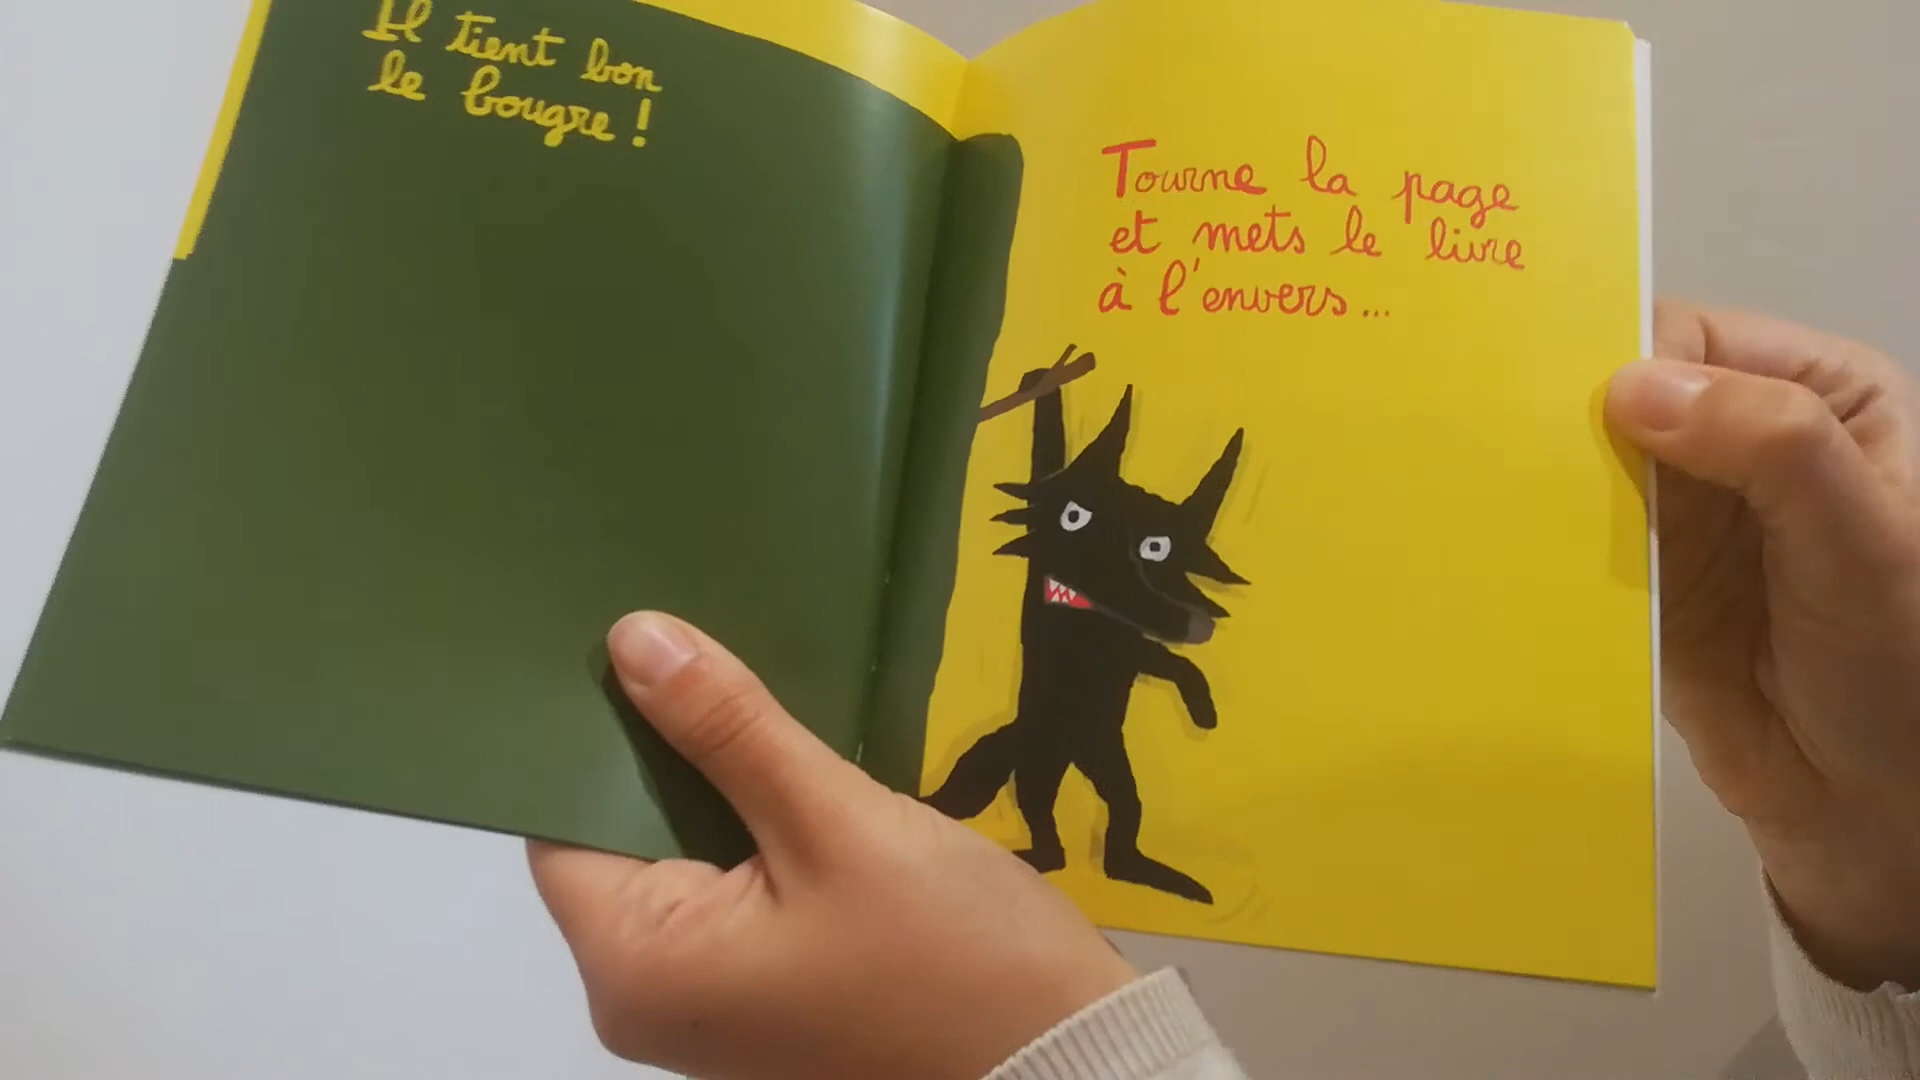 Il tient bon
le bougre !
Tourne la page
et mets le livre
à l'envers...